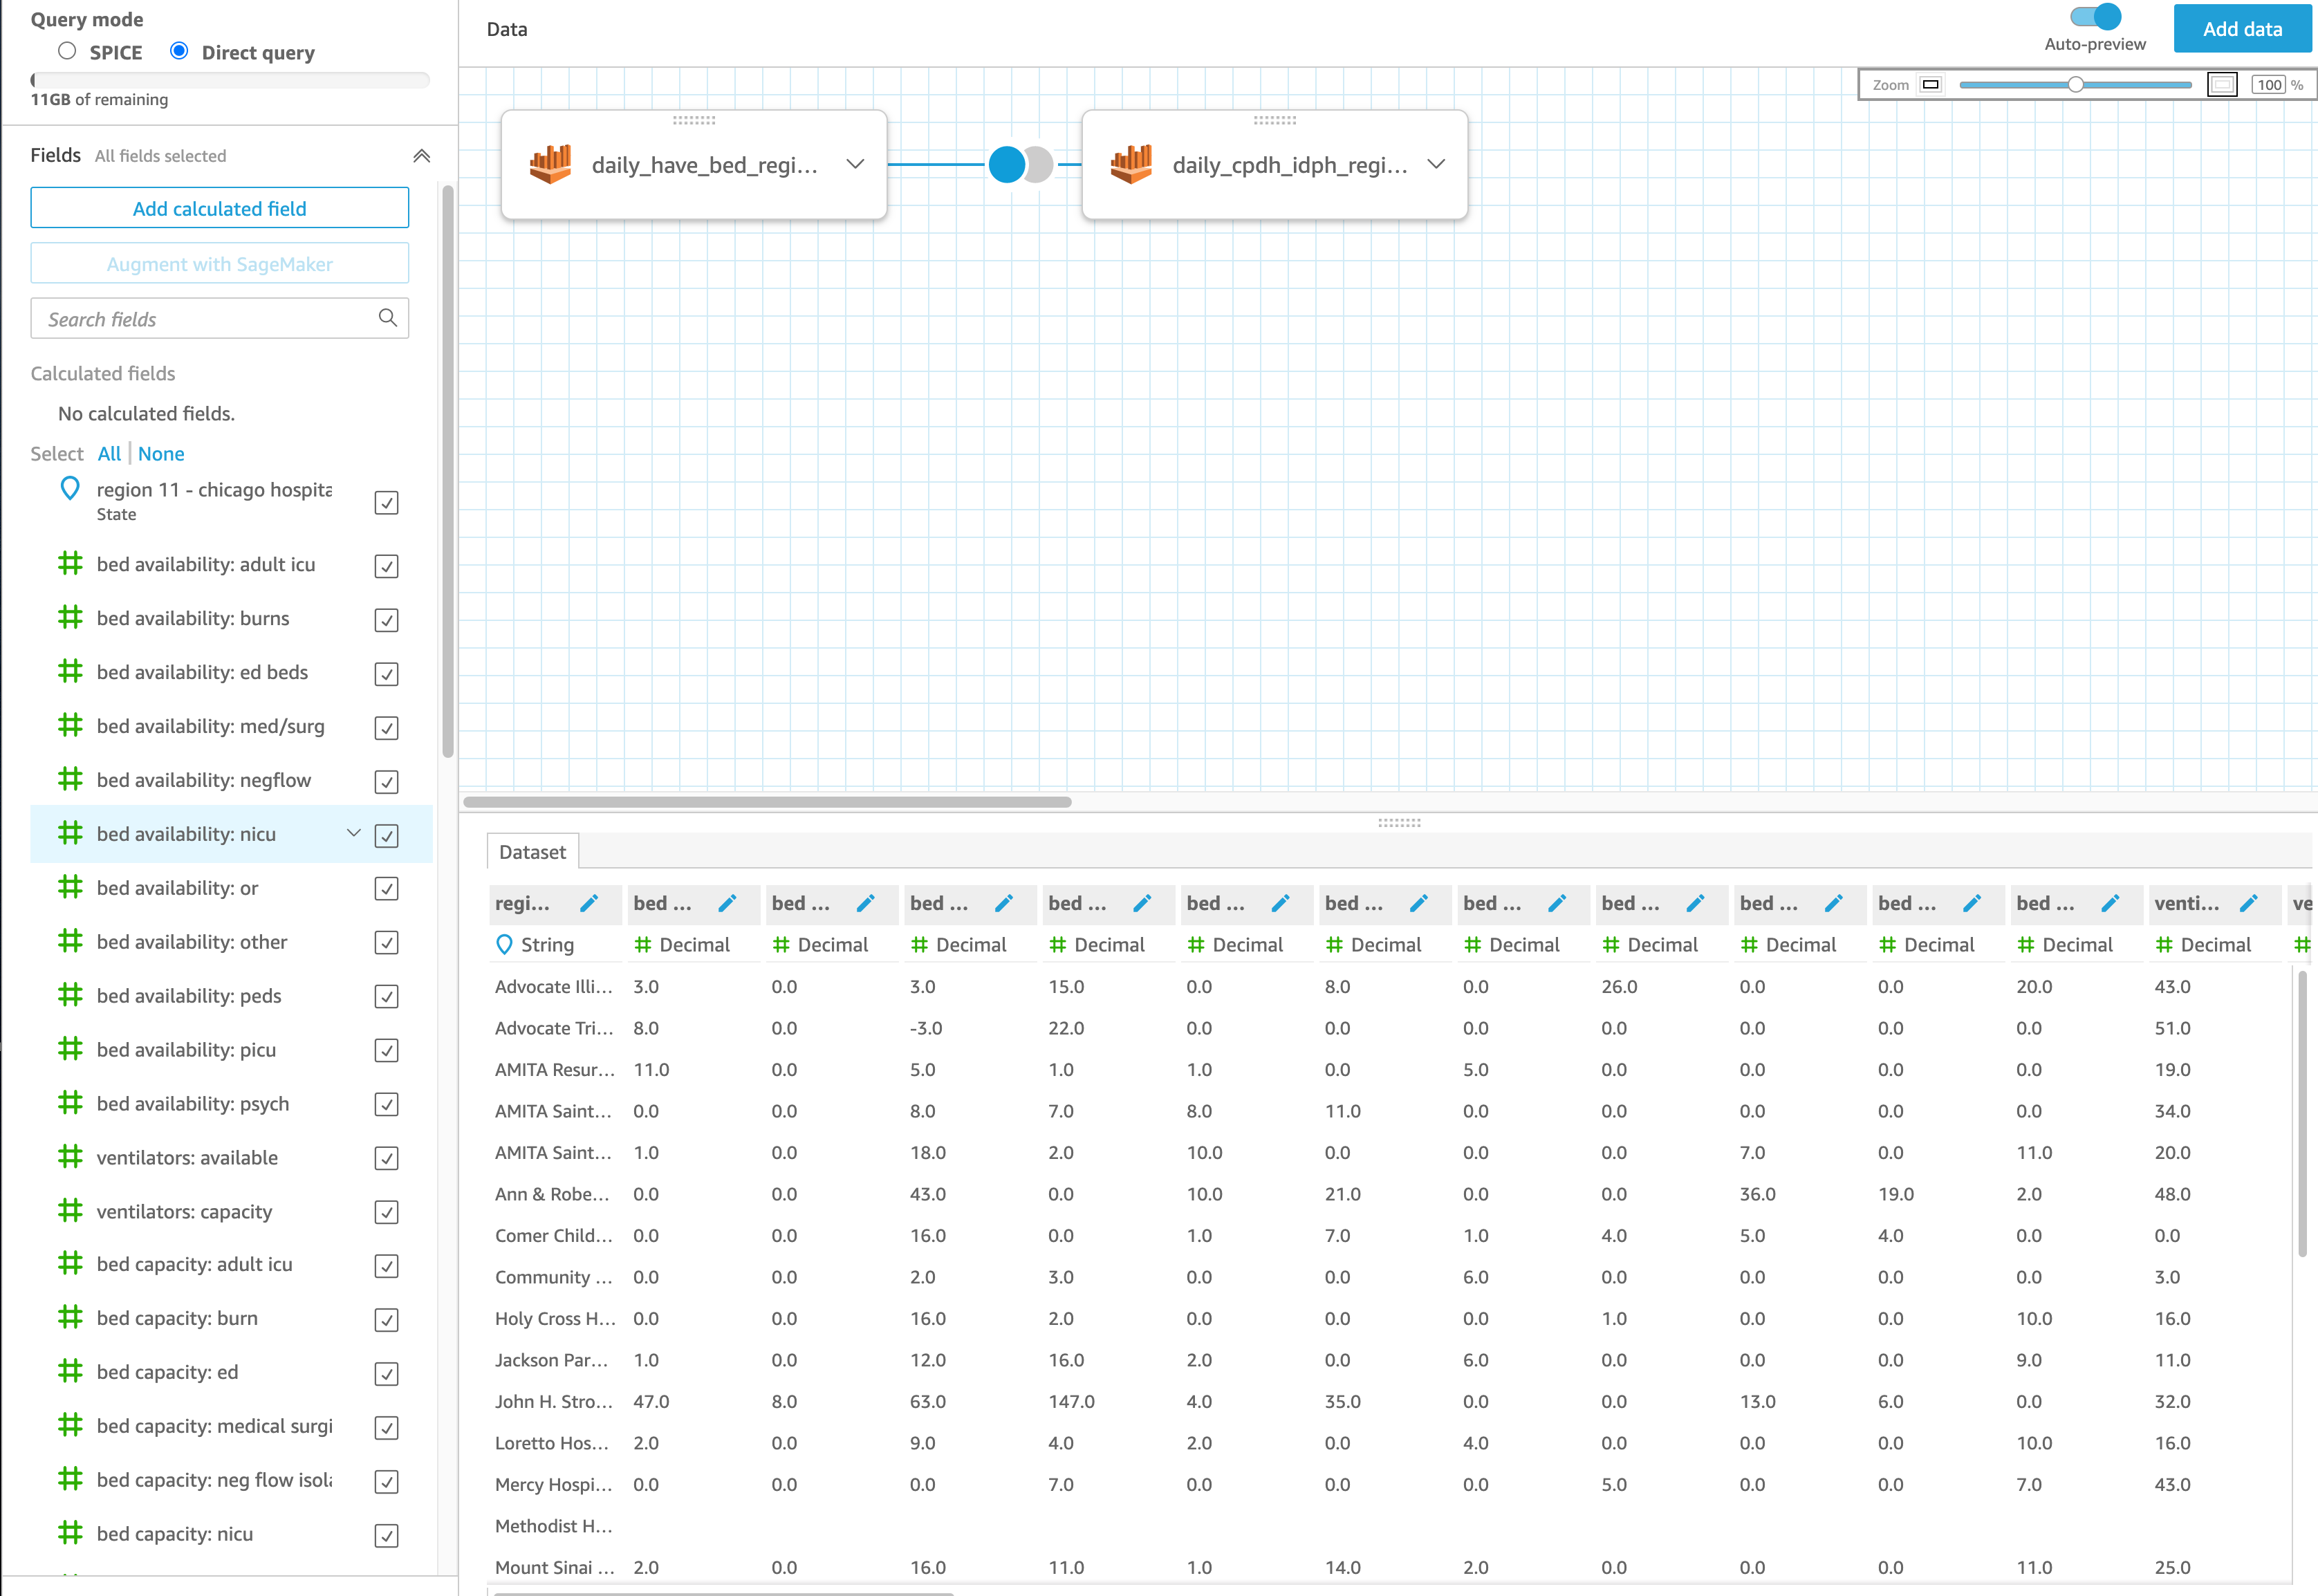 Query mode
SPICE Direct query
11GB of remaining
Fields All fields selected
Add calculated field
Augment with SageMaker
Search fields
Calculated fields
No calculated fields.
Select All None
region 11 - chicago hospita
State
bed availability: adult icu
bed availability: burns
bed availability: ed beds
bed availability: med/surg
bed availability: negflow
bed availability: nicu
bed availability: or
bed availability: other
bed availability: peds
bed availability: picu
bed availability: psych
ventilators: available
ventilators: capacity
bed capacity: adult icu
bed capacity: burn
bed capacity: ed
bed capacity: medical surgi
bed capacity: neg flow isola
bed capacity: nicu
Data
Auto-preview
Add data
Zoom 100 %
daily_have_bed_regi... daily_cpdh_idph_regi...
Dataset
regi... bed ... bed ... bed ... bed ... bed ... bed ... bed ... bed ... bed ... bed ... bed ... venti... ve
String Decimal Decimal Decimal Decimal Decimal Decimal Decimal Decimal Decimal Decimal Decimal Decimal
Advocate Illi... 3.0 0.0 3.0 15.0 0.0 8.0 0.0 26.0 0.0 0.0 20.0 43.0
Advocate Tri... 8.0 0.0 -3.0 22.0 0.0 0.0 0.0 0.0 0.0 0.0 0.0 51.0
AMITA Resur... 11.0 0.0 5.0 1.0 1.0 0.0 5.0 0.0 0.0 0.0 0.0 19.0
AMITA Saint... 0.0 0.0 8.0 7.0 8.0 11.0 0.0 0.0 0.0 0.0 0.0 34.0
AMITA Saint... 1.0 0.0 18.0 2.0 10.0 0.0 0.0 0.0 7.0 0.0 11.0 20.0
Ann & Robe... 0.0 0.0 43.0 0.0 10.0 21.0 0.0 0.0 36.0 19.0 2.0 48.0
Comer Child... 0.0 0.0 16.0 0.0 1.0 7.0 1.0 4.0 5.0 4.0 0.0 0.0
Community ... 0.0 0.0 2.0 3.0 0.0 0.0 6.0 0.0 0.0 0.0 0.0 3.0
Holy Cross H... 0.0 0.0 16.0 2.0 0.0 0.0 0.0 1.0 0.0 0.0 10.0 16.0
Jackson Par... 1.0 0.0 12.0 16.0 2.0 0.0 6.0 0.0 0.0 0.0 9.0 11.0
John H. Stro... 47.0 8.0 63.0 147.0 4.0 35.0 0.0 0.0 13.0 6.0 0.0 32.0
Loretto Hos... 2.0 0.0 9.0 4.0 2.0 0.0 4.0 0.0 0.0 0.0 10.0 16.0
Mercy Hospi... 0.0 0.0 0.0 7.0 0.0 0.0 0.0 5.0 0.0 0.0 7.0 43.0
Methodist H...
Mount Sinai ... 2.0 0.0 16.0 11.0 1.0 14.0 2.0 0.0 0.0 0.0 11.0 25.0